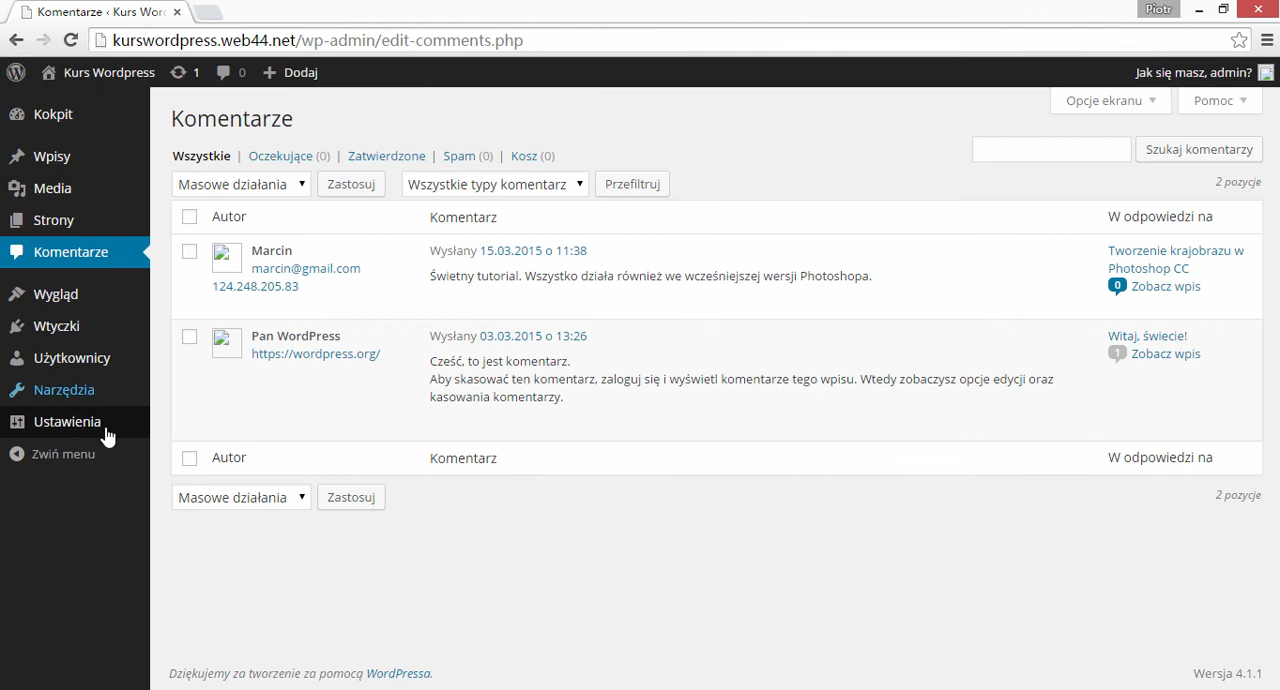 Komentarze ‹ Kurs Wor
Piotr
kurswordpress.web44.net/wp-admin/edit-comments.php
Kurs Wordpress 1 0 Dodaj Jak się masz, admin?
Kokpit
Wpisy
Media
Strony
Komentarze
Wygląd
Wtyczki
Użytkownicy
Narzędzia
Ustawienia
Zwiń menu
Opcje ekranu Pomoc
Komentarze
Wszystkie | Oczekujące (0) | Zatwierdzone | Spam (0) | Kosz (0)
Szukaj komentarzy
Masowe działania Zastosuj Wszystkie typy komentarz Przefiltruj
2 pozycje
Autor Komentarz W odpowiedzi na
Marcin
marcin@gmail.com
124.248.205.83
Wysłany 15.03.2015 o 11:38
Świetny tutorial. Wszystko działa również we wcześniejszej wersji Photoshopa.
Tworzenie krajobrazu w
Photoshop CC
0 Zobacz wpis
Pan WordPress
https://wordpress.org/
Wysłany 03.03.2015 o 13:26
Cześć, to jest komentarz.
Aby skasować ten komentarz, zaloguj się i wyświetl komentarze tego wpisu. Wtedy zobaczysz opcje edycji oraz
kasowania komentarzy.
Witaj, świecie!
1 Zobacz wpis
Autor Komentarz W odpowiedzi na
Masowe działania Zastosuj
2 pozycje
Dziękujemy za tworzenie za pomocą WordPressa.
Wersja 4.1.1